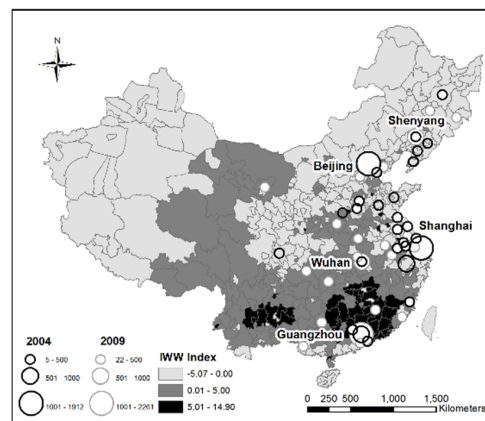 N
Shenyang
Beijing
Shanghai
Wuhan
Guangzhou
2004 2009 IWW Index
5 - 500 22 - 500 -5.07 - 0.00
501 - 1000 501 - 1000 0.01 - 5.00
1001 - 1912 1001 - 2261 5.01 - 14.90
0 250 500 1,000 1,500
Kilometers